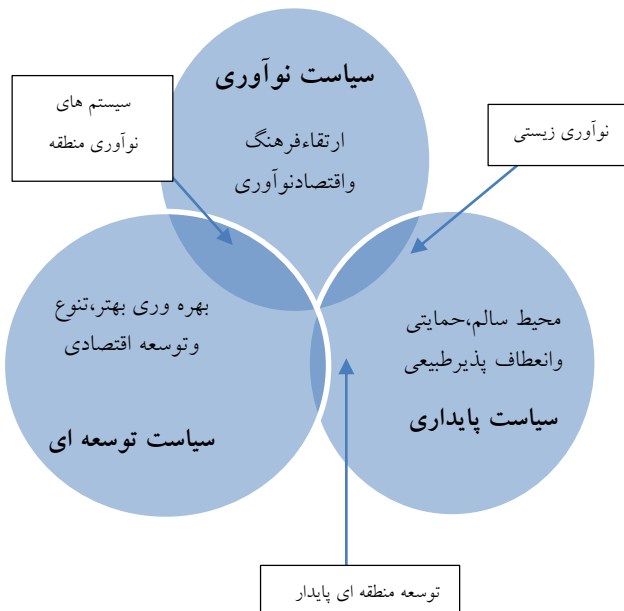 سیاست نوآوری
ارتقاءفرهنگ
واقتصادنوآوری
نوآوری زیستی
سیستم های
نوآوری منطقه
محیط سالم،حمایتی
وانعطاف پذیرطبیعی
سیاست پایداری
بهره وری بهتر،تنوع
وتوسعه اقتصادی
سیاست توسعه ای
توسعه منطقه ای پایدار